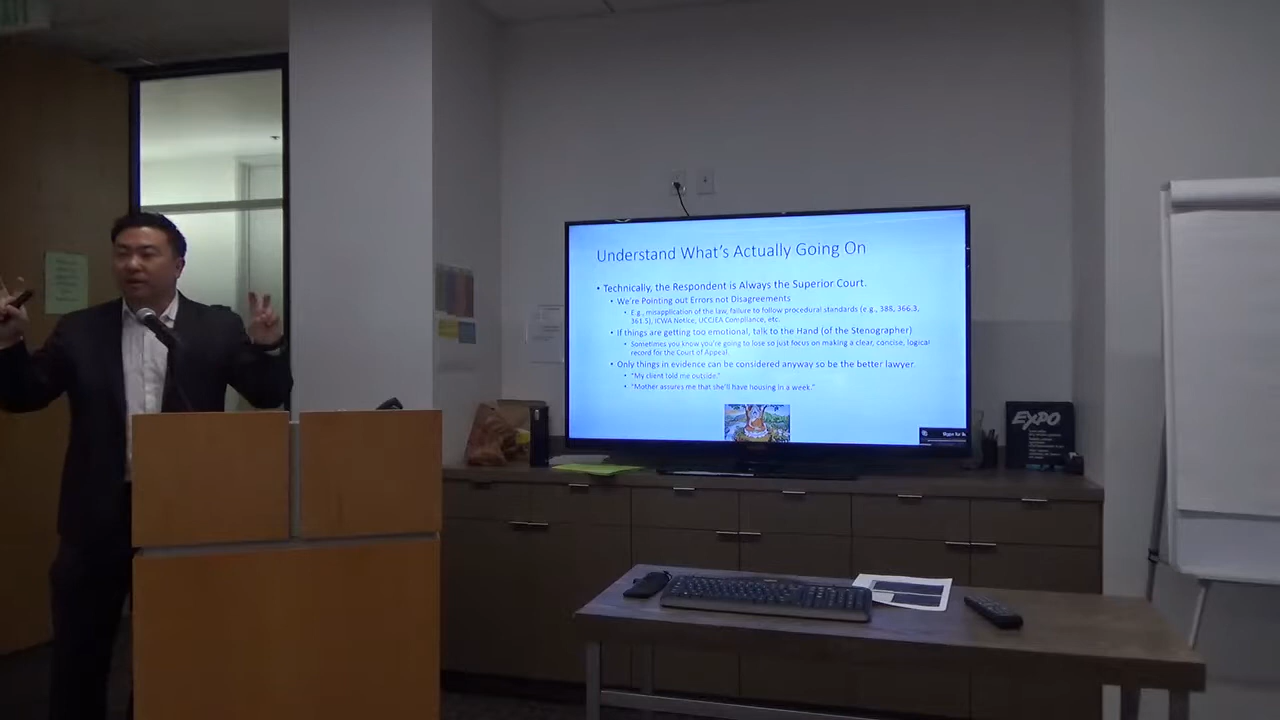 Understand What's Actually Going On
• Technically, the Respondent is Always the Superior Court.
• We're Pointing out Errors not Disagreements
• E.g., misapplication of the law, failure to follow procedural standards (e.g., 388, 366.3,
361.5), ICWA Notice, UCCJEA Compliance, etc.
• If things are getting too emotional, talk to the Hand (of the Stenographer)
• Sometimes you know you're going to lose so just focus on making a clear, concise, logical
record for the Court of Appeal.
• Only things in evidence can be considered anyway so be the better lawyer
• "My client told me outside."
• "Mother assures me that she'll have housing in a week."
EXPO